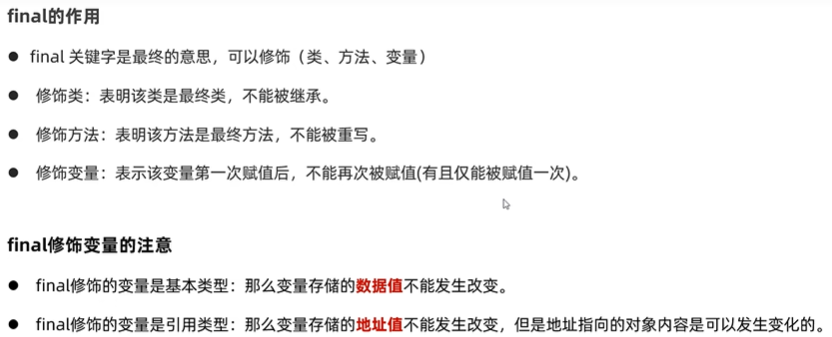 final的作用
● final 关键字是最终的意思，可以修饰（类、方法、变量）
● 修饰类：表明该类是最终类，不能被继承。
● 修饰方法：表明该方法是最终方法，不能被重写。
● 修饰变量：表示该变量第一次赋值后，不能再次被赋值(有且仅能被赋值一次)。
final修饰变量的注意
● final修饰的变量是基本类型：那么变量存储的数据值不能发生改变。
● final修饰的变量是引用类型：那么变量存储的地址值不能发生改变，但是地址指向的对象内容是可以发生变化的。